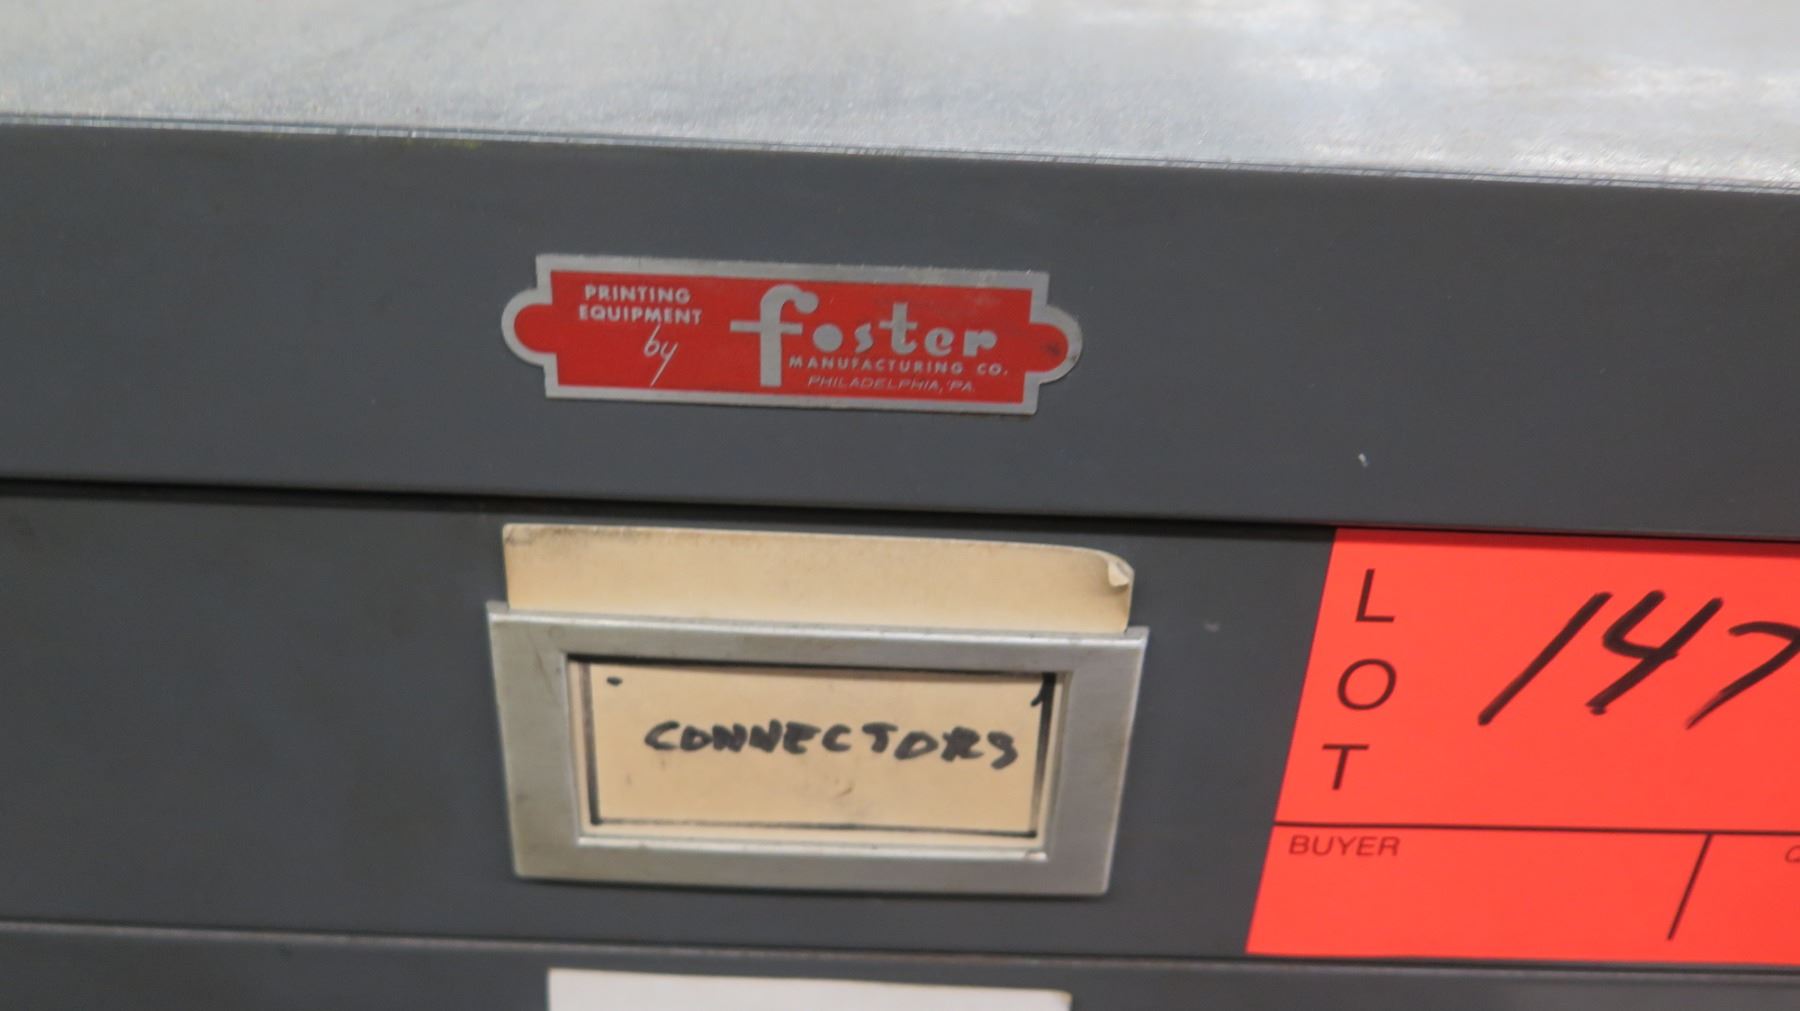 PRINTING
EQUIPMENT
by
foster
MANUFACTURING CO.
PHILADELPHIA, PA.
CONNECTORS
LOT
147
BUYER